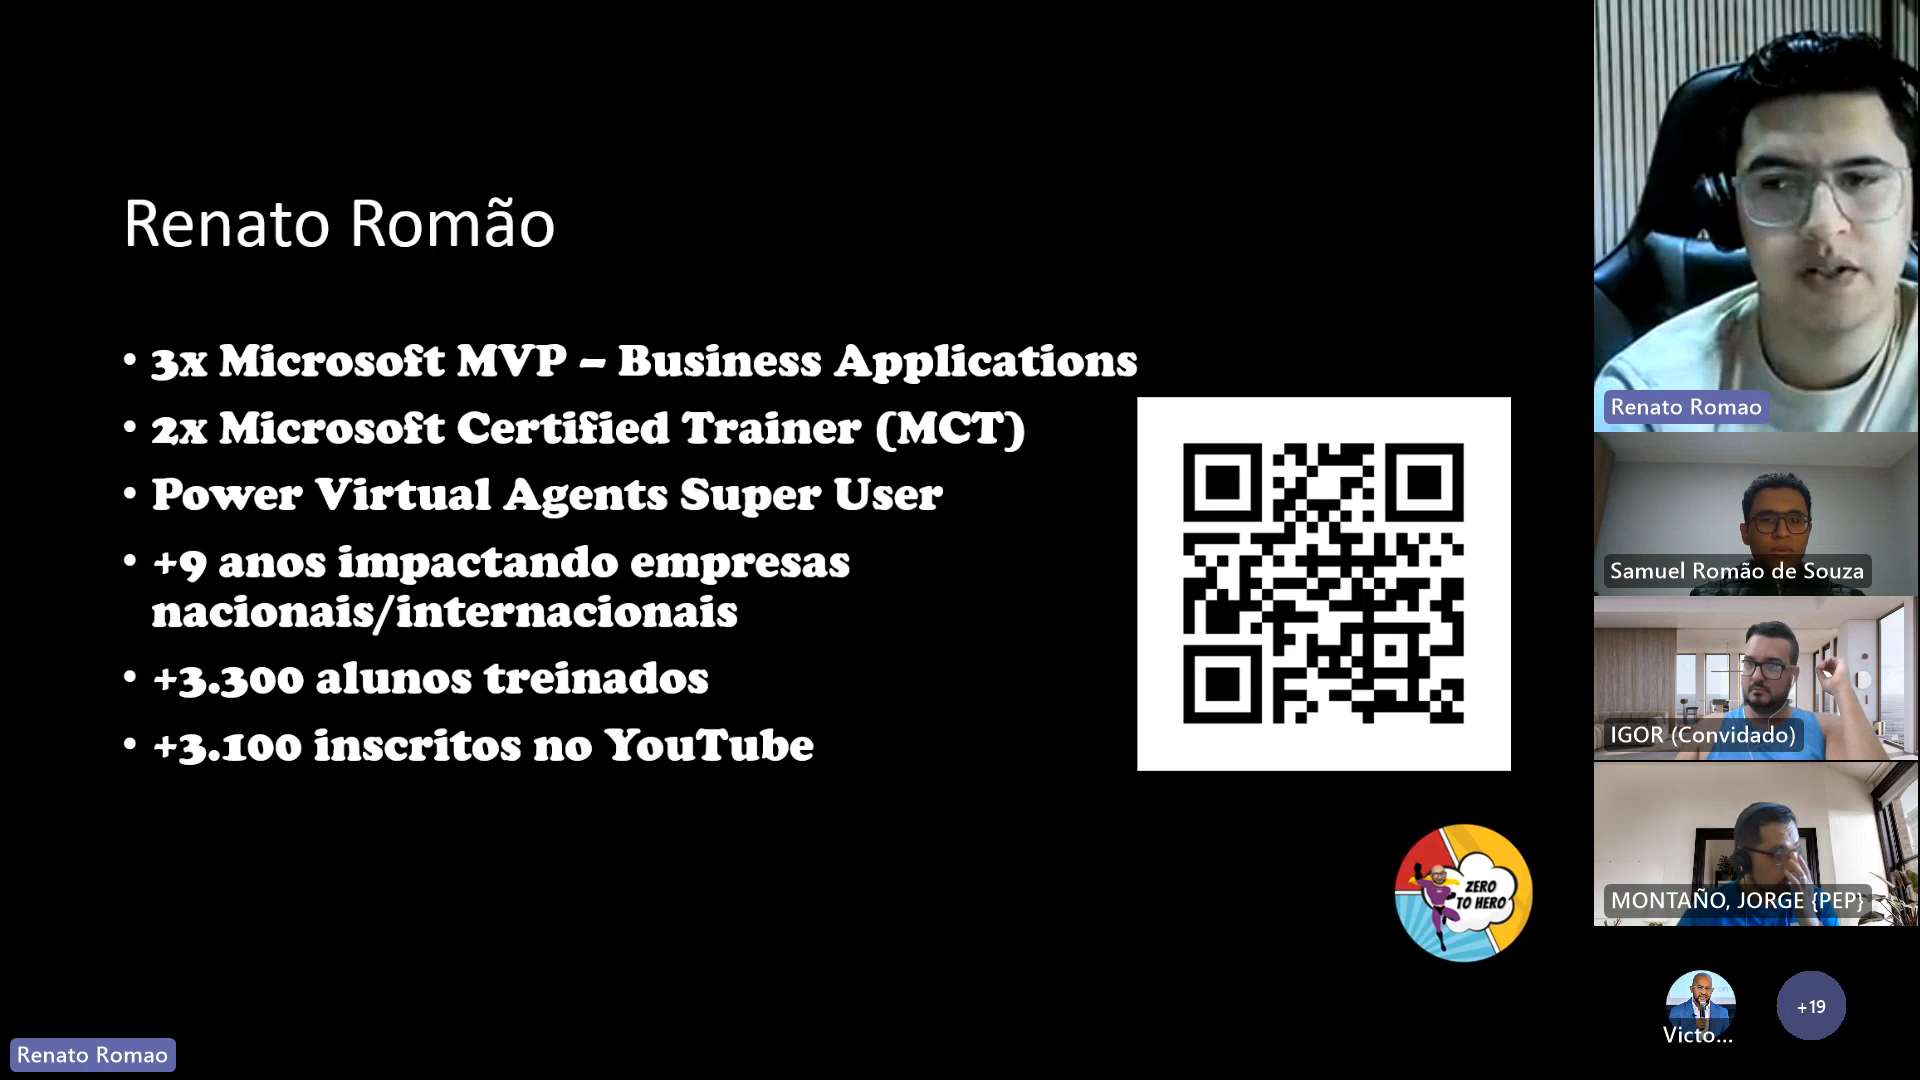 Renato Romão
• 3x Microsoft MVP – Business Applications
• 2x Microsoft Certified Trainer (MCT)
• Power Virtual Agents Super User
• +9 anos impactando empresas
nacionais/internacionais
• +3.300 alunos treinados
• +3.100 inscritos no YouTube
ZERO
TO HERO
Renato Romao
Renato Romao
Samuel Romão de Souza
IGOR (Convidado)
MONTAÑO, JORGE {PEP}
Victo...
+19